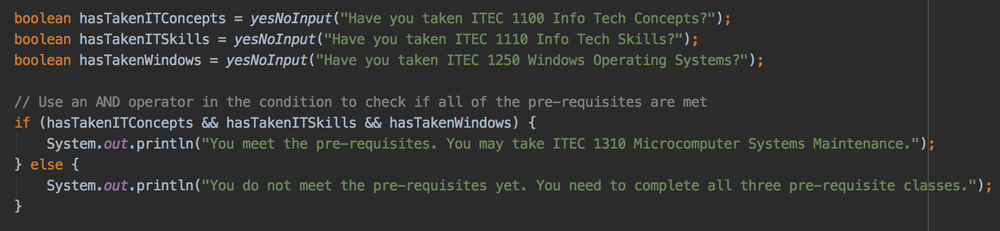 boolean hasTakenITConcepts = yesNoInput("Have you taken ITEC 1100 Info Tech Concepts?");
boolean hasTakenITSkills = yesNoInput("Have you taken ITEC 1110 Info Tech Skills?");
boolean hasTakenWindows = yesNoInput("Have you taken ITEC 1250 Windows Operating Systems?");

// Use an AND operator in the condition to check if all of the pre-requisites are met
if (hasTakenITConcepts && hasTakenITSkills && hasTakenWindows) {
    System.out.println("You meet the pre-requisites. You may take ITEC 1310 Microcomputer Systems Maintenance.");
} else {
    System.out.println("You do not meet the pre-requisites yet. You need to complete all three pre-requisite classes.");
}